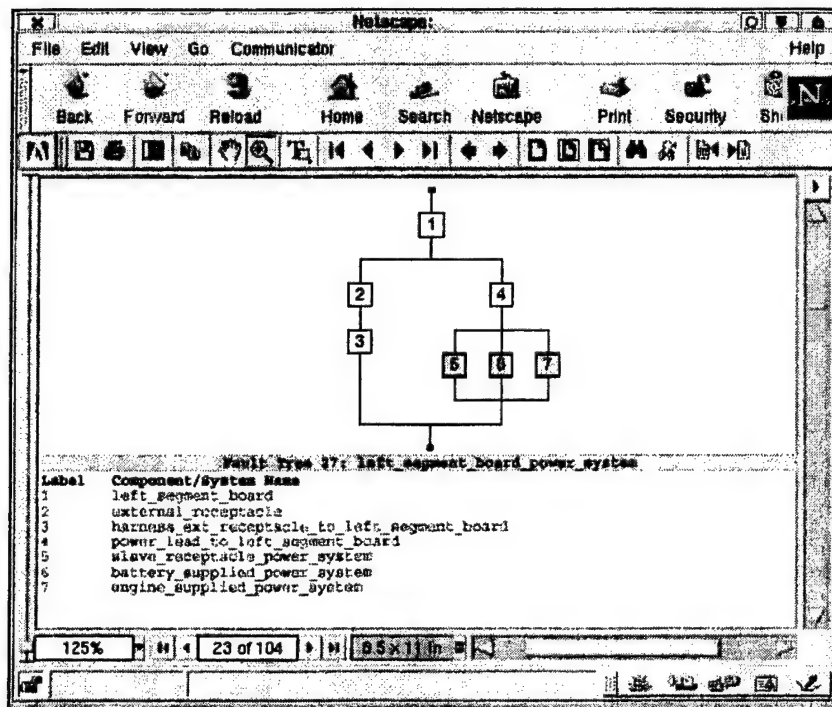 Netscape:
File Edit View Go Communicator Help
Back Forward Reload Home Search Netscape Print Security Sh
N
1
2 4
3
5 6 7
Fault Tree 27: left_segment_board_power_system
Label Component/System Name
1 left_segment_board
2 external_receptacle
3 harness_ext_receptacle_to_left_segment_board
4 power_lead_to_left_segment_board
5 slave_receptacle_power_system
6 battery_supplied_power_system
7 engine_supplied_power_system
125% 23 of 104 8.5 x 11 in